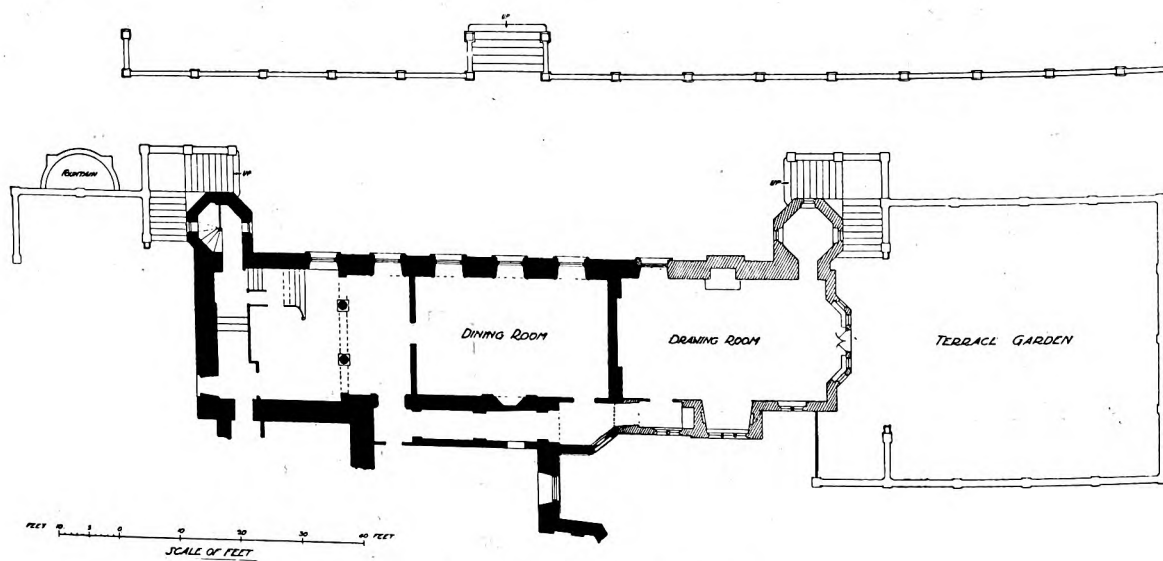 UP
FOUNTAIN
UP
UP
DINING ROOM
DRAWING ROOM
TERRACE GARDEN
FEET 10 5 0 10 20 30 40 FEET
SCALE OF FEET